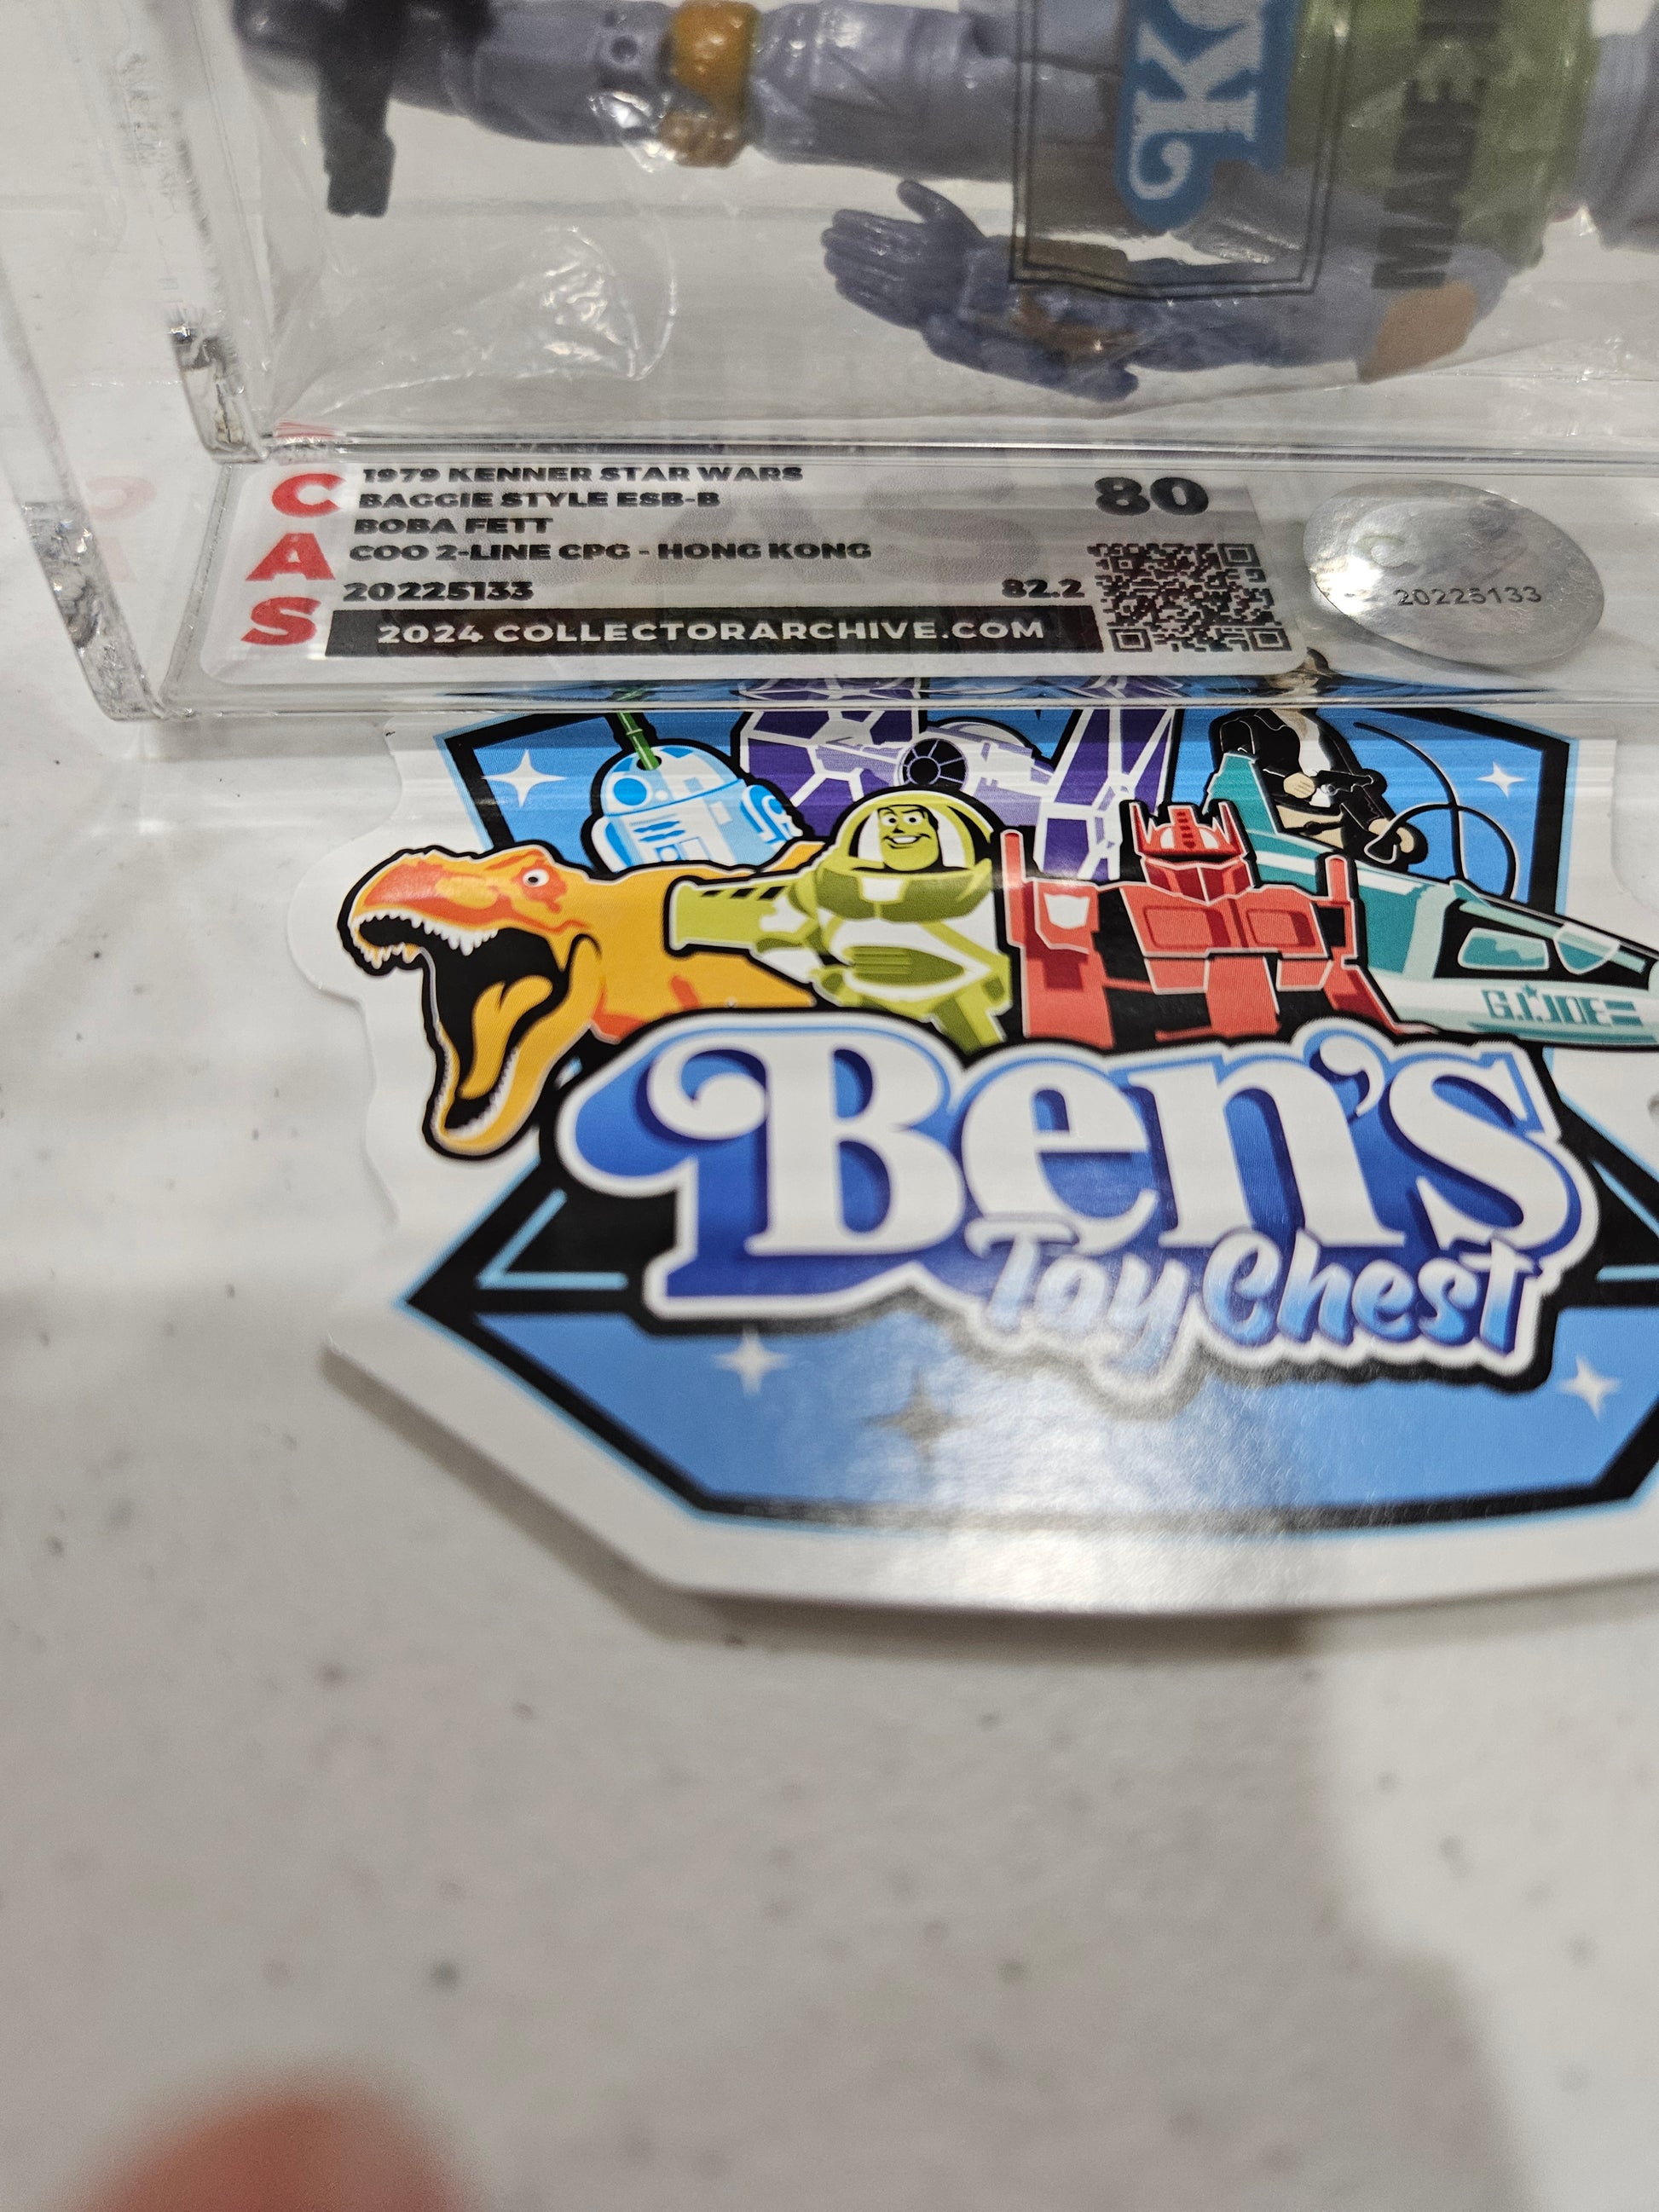 1979 KENNER STAR WARS
BAGGIE STYLE ESB-B
BOBA FETT
COO 2-LINE CPG - HONG KONG
20225133
80
82.2
2024 COLLECTORARCHIVE.COM
CAS
20225133
G.I. JOE
Ben's
Toy Chest